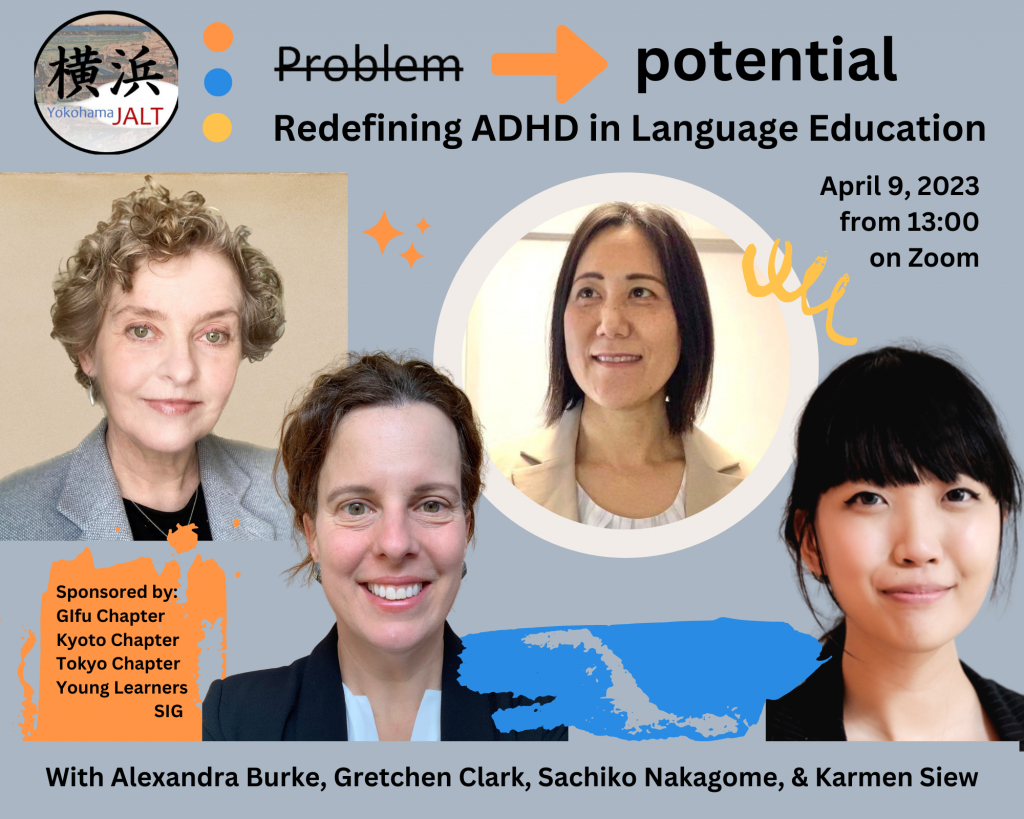 横浜
Yokohama JALT
Problem potential
Redefining ADHD in Language Education
April 9, 2023
from 13:00
on Zoom
Sponsored by:
GIfu Chapter
Kyoto Chapter
Tokyo Chapter
Young Learners
SIG
With Alexandra Burke, Gretchen Clark, Sachiko Nakagome, & Karmen Siew